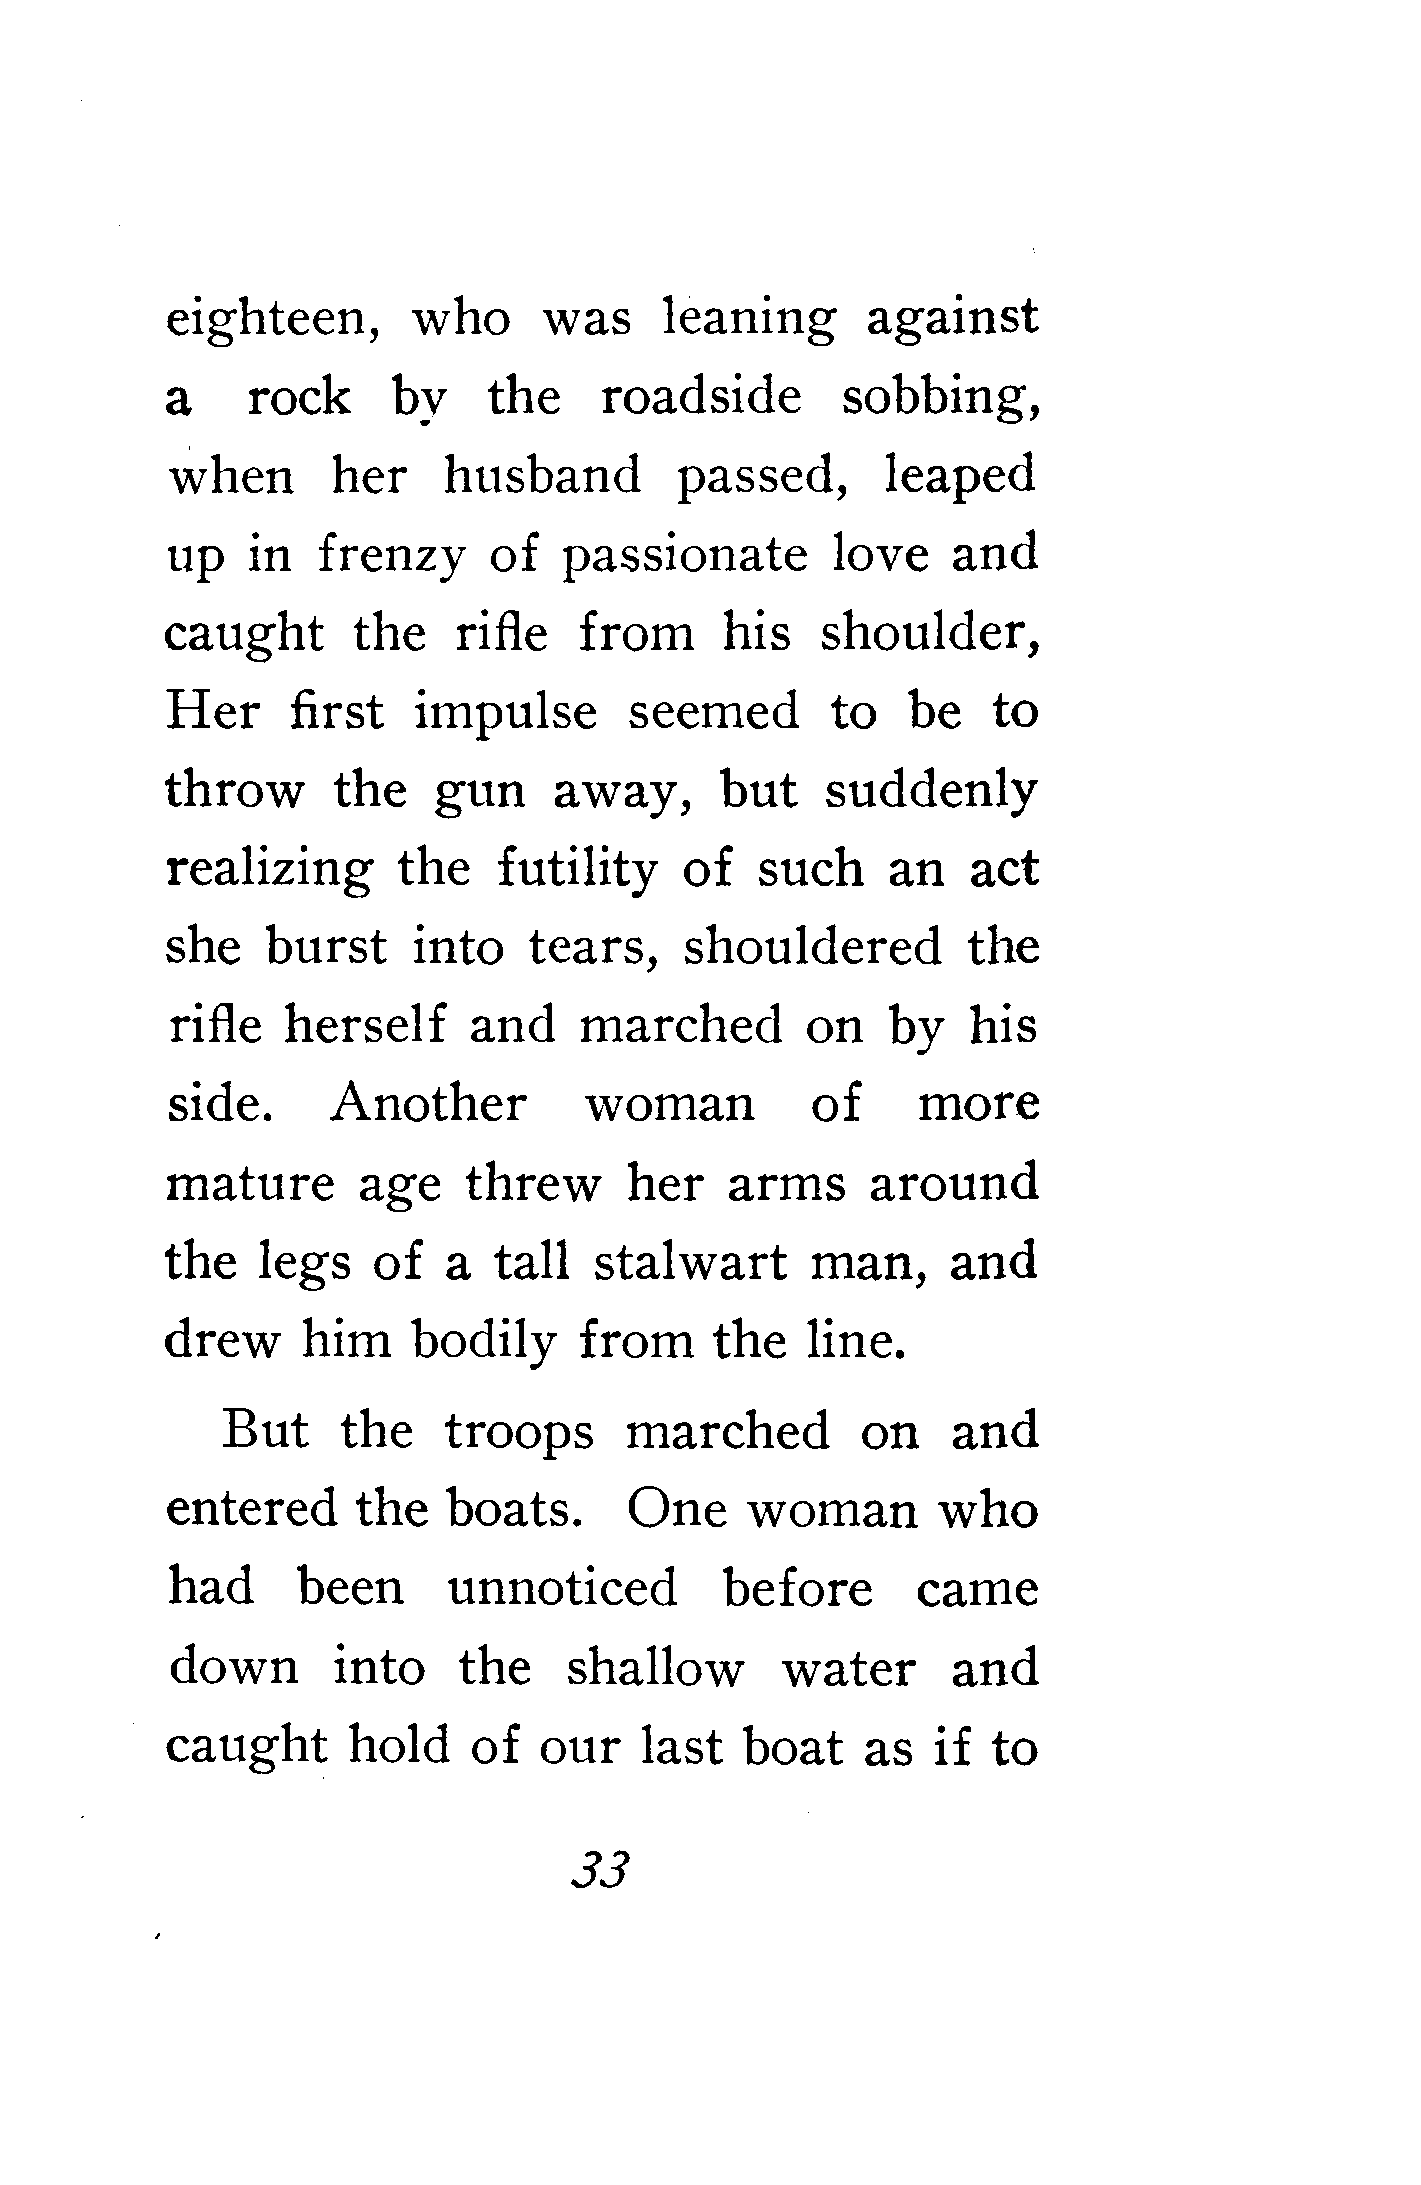 eighteen, who was leaning against
a rock by the roadside sobbing,
when her husband passed, leaped
up in frenzy of passionate love and
caught the rifle from his shoulder,
Her first impulse seemed to be to
throw the gun away, but suddenly
realizing the futility of such an act
she burst into tears, shouldered the
rifle herself and marched on by his
side. Another woman of more
mature age threw her arms around
the legs of a tall stalwart man, and
drew him bodily from the line.
But the troops marched on and
entered the boats. One woman who
had been unnoticed before came
down into the shallow water and
caught hold of our last boat as if to
33